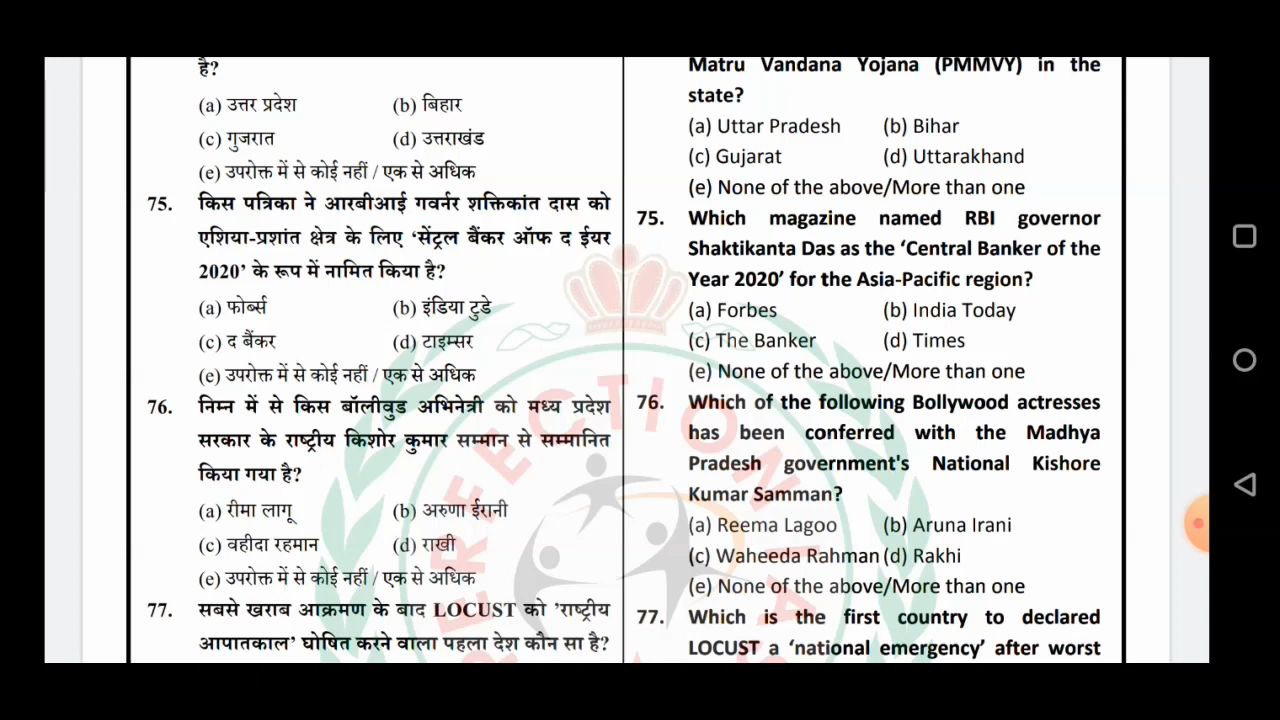 है?
(a) उत्तर प्रदेश (b) बिहार
(c) गुजरात (d) उत्तराखंड
(e) उपरोक्त में से कोई नहीं / एक से अधिक
75. किस पत्रिका ने आरबीआई गवर्नर शक्तिकांत दास को
एशिया-प्रशांत क्षेत्र के लिए ‘सेंट्रल बैंकर ऑफ द ईयर
2020’ के रूप में नामित किया है?
(a) फोर्ब्स (b) इंडिया टुडे
(c) द बैंकर (d) टाइम्सर
(e) उपरोक्त में से कोई नहीं / एक से अधिक
76. निम्न में से किस बॉलीवुड अभिनेत्री को मध्य प्रदेश
सरकार के राष्ट्रीय किशोर कुमार सम्मान से सम्मानित
किया गया है?
(a) रीमा लागू (b) अरुणा ईरानी
(c) वहीदा रहमान (d) राखी
(e) उपरोक्त में से कोई नहीं / एक से अधिक
77. सबसे खराब आक्रमण के बाद LOCUST को 'राष्ट्रीय
आपातकाल’ घोषित करने वाला पहला देश कौन सा है?
Matru Vandana Yojana (PMMVY) in the
state?
(a) Uttar Pradesh (b) Bihar
(c) Gujarat (d) Uttarakhand
(e) None of the above/More than one
75. Which magazine named RBI governor
Shaktikanta Das as the ‘Central Banker of the
Year 2020’ for the Asia-Pacific region?
(a) Forbes (b) India Today
(c) The Banker (d) Times
(e) None of the above/More than one
76. Which of the following Bollywood actresses
has been conferred with the Madhya
Pradesh government's National Kishore
Kumar Samman?
(a) Reema Lagoo (b) Aruna Irani
(c) Waheeda Rahman (d) Rakhi
(e) None of the above/More than one
77. Which is the first country to declared
LOCUST a ‘national emergency’ after worst
PERFECTION IAS